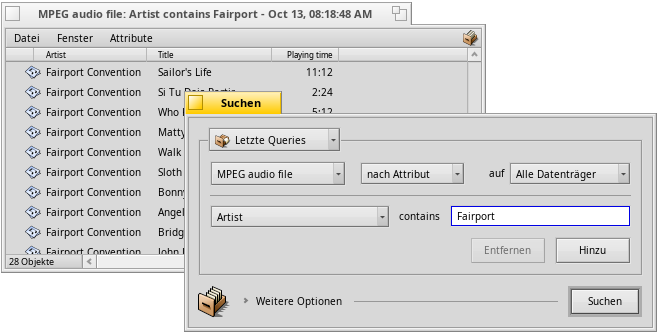 MPEG audio file: Artist contains Fairport - Oct 13, 08:18:48 AM
Datei Fenster Attribute
Artist Title Playing time
Fairport Convention Sailor's Life 11:12
Fairport Convention Si Tu Dois Partir 2:24
Fairport Convention Who 5:12
Fairport Convention Matty
Fairport Convention Walk
Fairport Convention Sloth
Fairport Convention Bonny
Fairport Convention Angel
Fairport Convention Bridg
Fairport Convention John
28 Objekte
Suchen
Letzte Queries
MPEG audio file nach Attribut auf Alle Datenträger
Artist contains Fairport
Entfernen Hinzu
Weitere Optionen Suchen